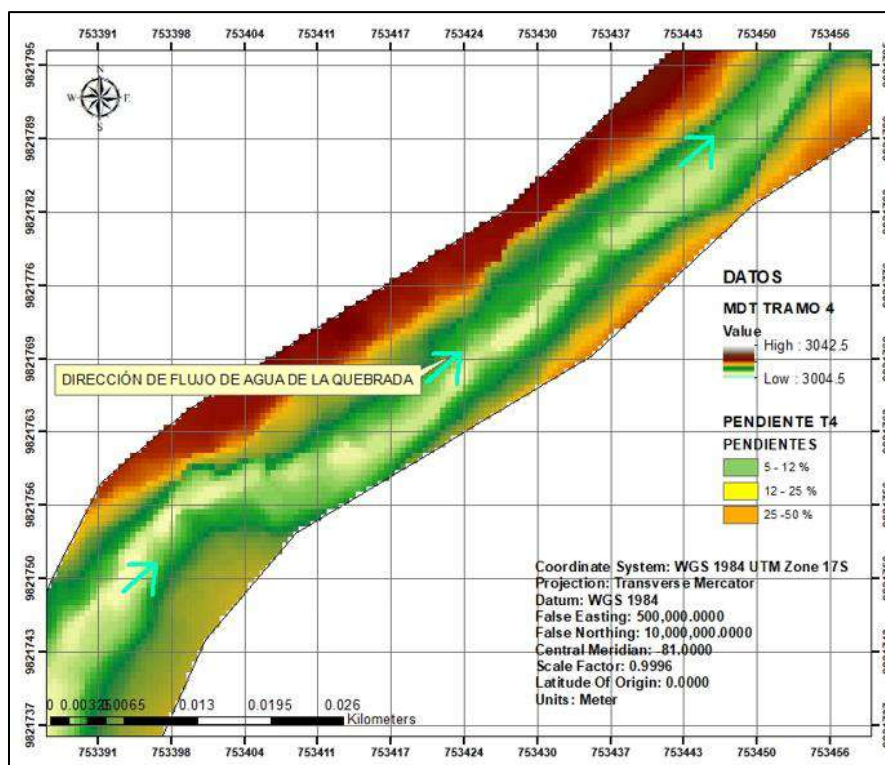 753391 753398 753404 753411 753417 753424 753430 753437 753443 753450 753456
9821795
9821789
9821782
9821776
9821769
9821763
9821756
9821750
9821743
9821737
N
W E
S
DIRECCIÓN DE FLUJO DE AGUA DE LA QUEBRADA
DATOS
MDT TRAMO 4
Value
High : 3042.5
Low : 3004.5
PENDIENTE T4
PENDIENTES
5 - 12 %
12 - 25 %
25 -50 %
Coordinate System: WGS 1984 UTM Zone 17S
Projection: Transverse Mercator
Datum: WGS 1984
False Easting: 500,000.0000
False Northing: 10,000,000.0000
Central Meridian: -81.0000
Scale Factor: 0.9996
Latitude Of Origin: 0.0000
Units: Meter
0 0.013 0.0195 0.026
Kilometers
753391 753398 753404 753411 753417 753424 753430 753437 753443 753450 753456